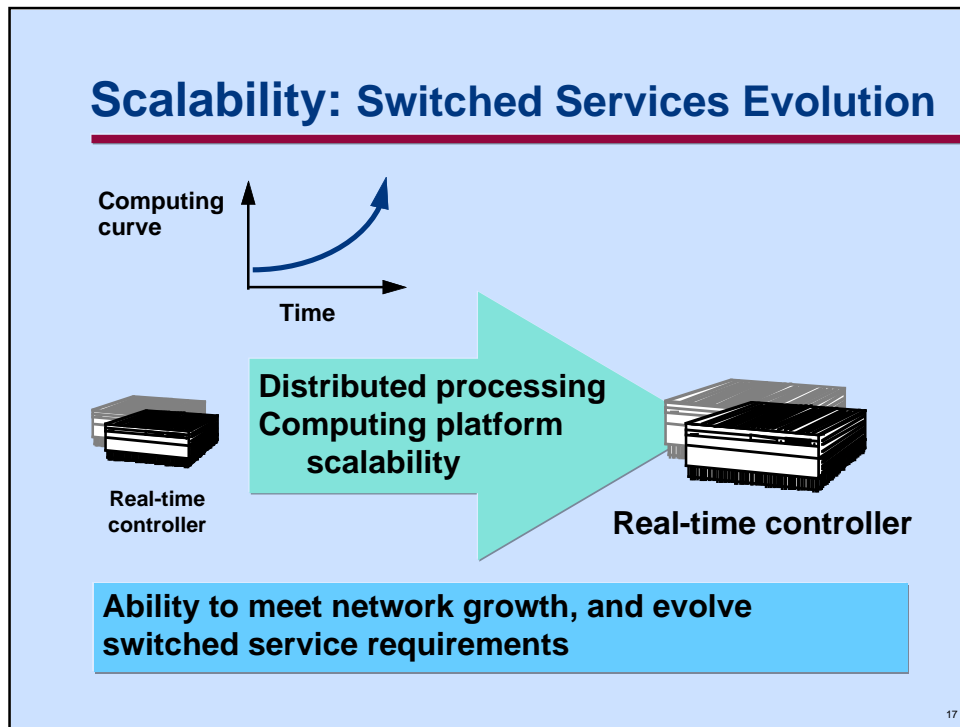 Scalability: Switched Services Evolution
Computing
curve
Time
Distributed processing
Computing platform
scalability
Real-time
controller
Real-time controller
Ability to meet network growth, and evolve
switched service requirements
17